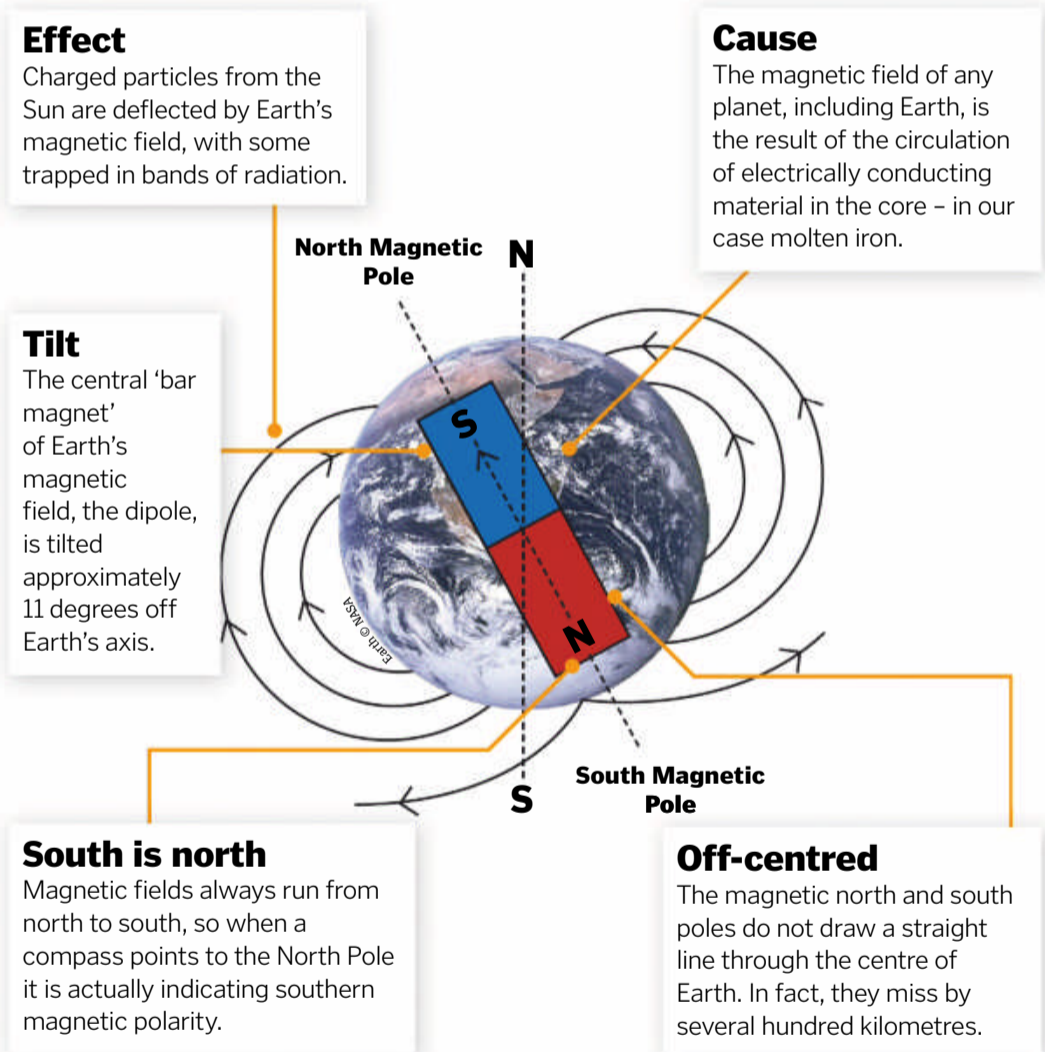 Effect
Charged particles from the
Sun are deflected by Earth's
magnetic field, with some
trapped in bands of radiation.
Cause
The magnetic field of any
planet, including Earth, is
the result of the circulation
of electrically conducting
material in the core – in our
case molten iron.
North Magnetic
Pole
N
Tilt
The central ‘bar
magnet’
of Earth’s
magnetic
field, the dipole,
is tilted
approximately
11 degrees off
Earth’s axis.
S
N
Earth © NASA
South Magnetic
Pole
S
South is north
Magnetic fields always run from
north to south, so when a
compass points to the North Pole
it is actually indicating southern
magnetic polarity.
Off-centred
The magnetic north and south
poles do not draw a straight
line through the centre of
Earth. In fact, they miss by
several hundred kilometres.